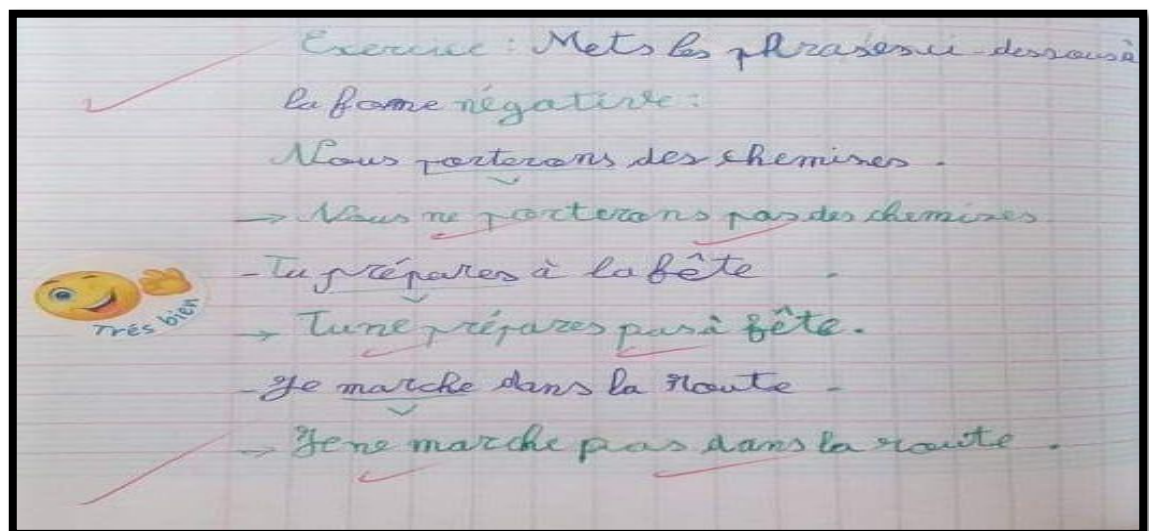 Exercice : Mets les phrases ci-dessous à
la forme négative :
Nous porterons des chemises .
→ Nous ne porterons pas des chemises
- Tu prépares à la fête .
→ Tu ne prépares pas à fête .
- Je marche dans la route -
→ Je ne marche pas dans la route .
Trés bien